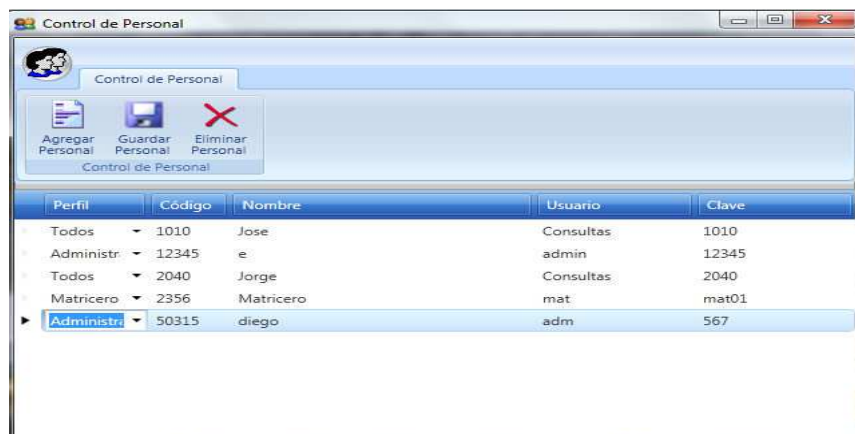 Control de Personal
Control de Personal
Agregar Personal Guardar Personal Eliminar Personal
Control de Personal
Perfil Código Nombre Usuario Clave
Todos 1010 Jose Consultas 1010
Administr 12345 e admin 12345
Todos 2040 Jorge Consultas 2040
Matricero 2356 Matricero mat mat01
Administra 50315 diego adm 567